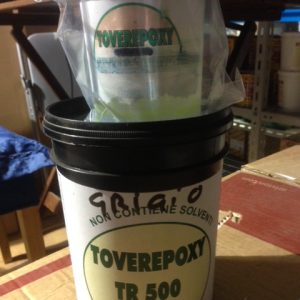 TOVEREPOXY
GRIGIO
NON CONTIENE SOLVENTI
TOVEREPOXY
TR 500